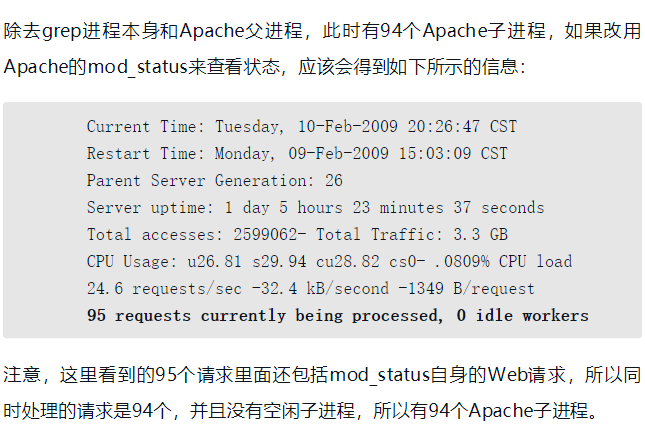 除去grep进程本身和Apache父进程，此时有94个Apache子进程，如果改用
Apache的mod_status来查看状态，应该会得到如下所示的信息：
Current Time: Tuesday, 10-Feb-2009 20:26:47 CST
Restart Time: Monday, 09-Feb-2009 15:03:09 CST
Parent Server Generation: 26
Server uptime: 1 day 5 hours 23 minutes 37 seconds
Total accesses: 2599062- Total Traffic: 3.3 GB
CPU Usage: u26.81 s29.94 cu28.82 cs0- .0809% CPU load
24.6 requests/sec -32.4 kB/second -1349 B/request
95 requests currently being processed, 0 idle workers
注意，这里看到的95个请求里面还包括mod_status自身的Web请求，所以同
时处理的请求是94个，并且没有空闲子进程，所以有94个Apache子进程。